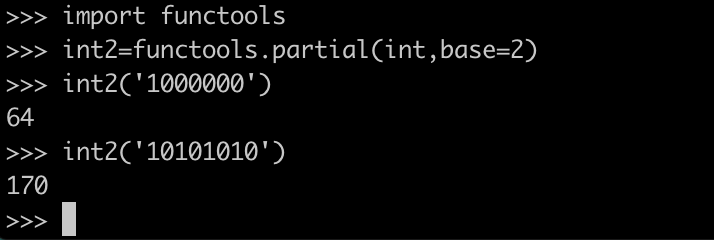 >>> import functools
>>> int2=functools.partial(int,base=2)
>>> int2('1000000')
64
>>> int2('10101010')
170
>>>